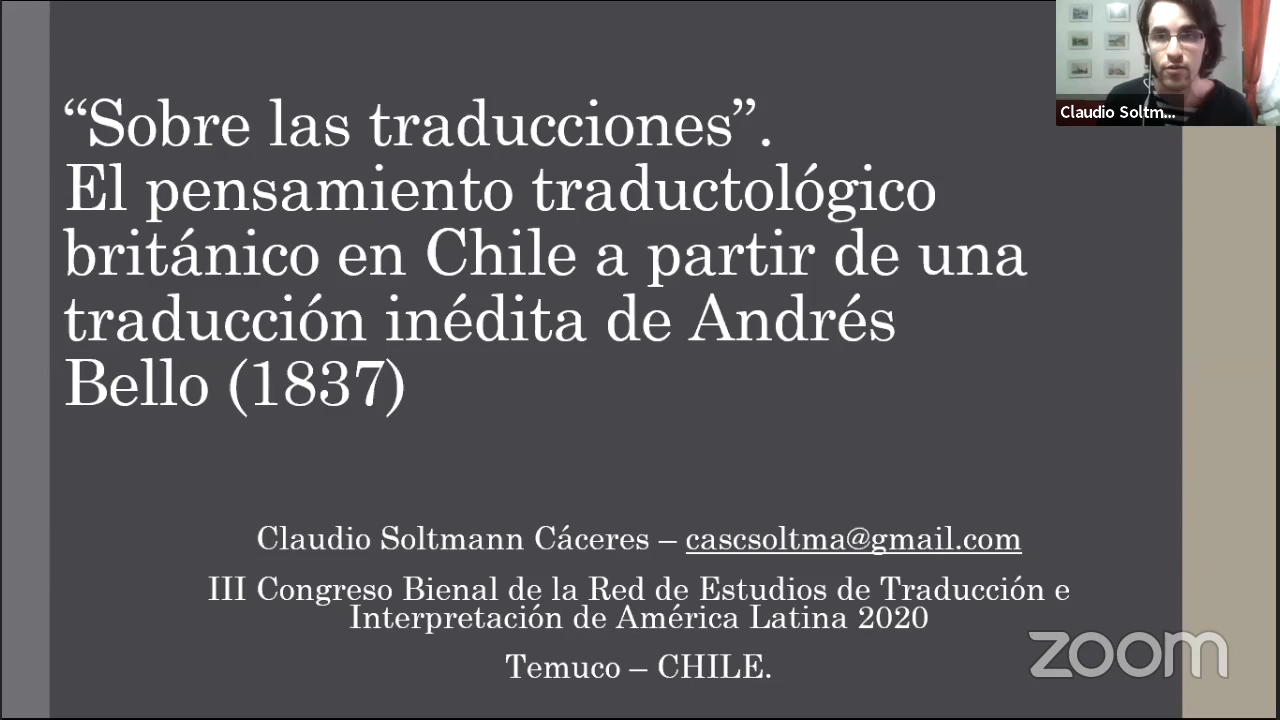 “Sobre las traducciones”.
El pensamiento traductológico
británico en Chile a partir de una
traducción inédita de Andrés
Bello (1837)
Claudio Soltm...
Claudio Soltmann Cáceres – cascsoltma@gmail.com
III Congreso Bienal de la Red de Estudios de Traducción e
Interpretación de América Latina 2020
Temuco – CHILE.
zoom